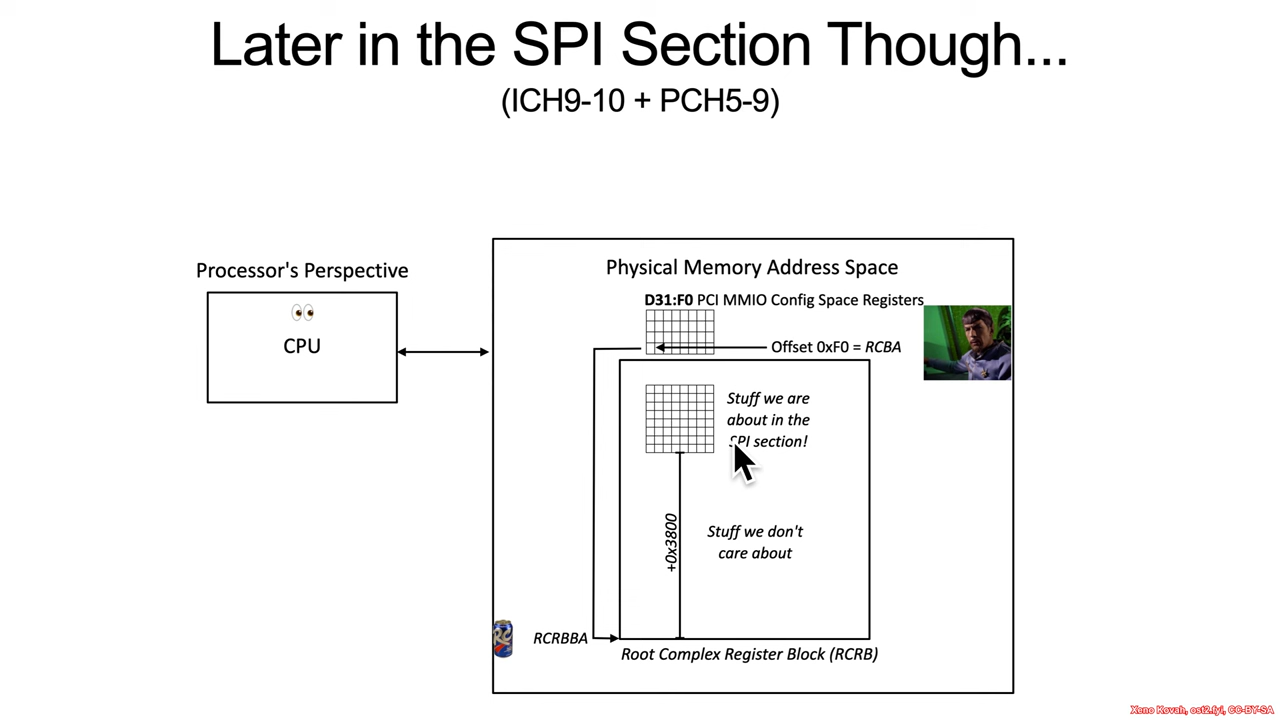 Later in the SPI Section Though...
(ICH9-10 + PCH5-9)
Processor's Perspective
CPU
Physical Memory Address Space
D31:F0 PCI MMIO Config Space Registers
Offset 0xF0 = RCBA
Stuff we are
about in the
SPI section!
+0x3800
Stuff we don't
care about
RC
RCRBBA
Root Complex Register Block (RCRB)
Xeno Kovah, ost2.fyi, CC-BY-SA